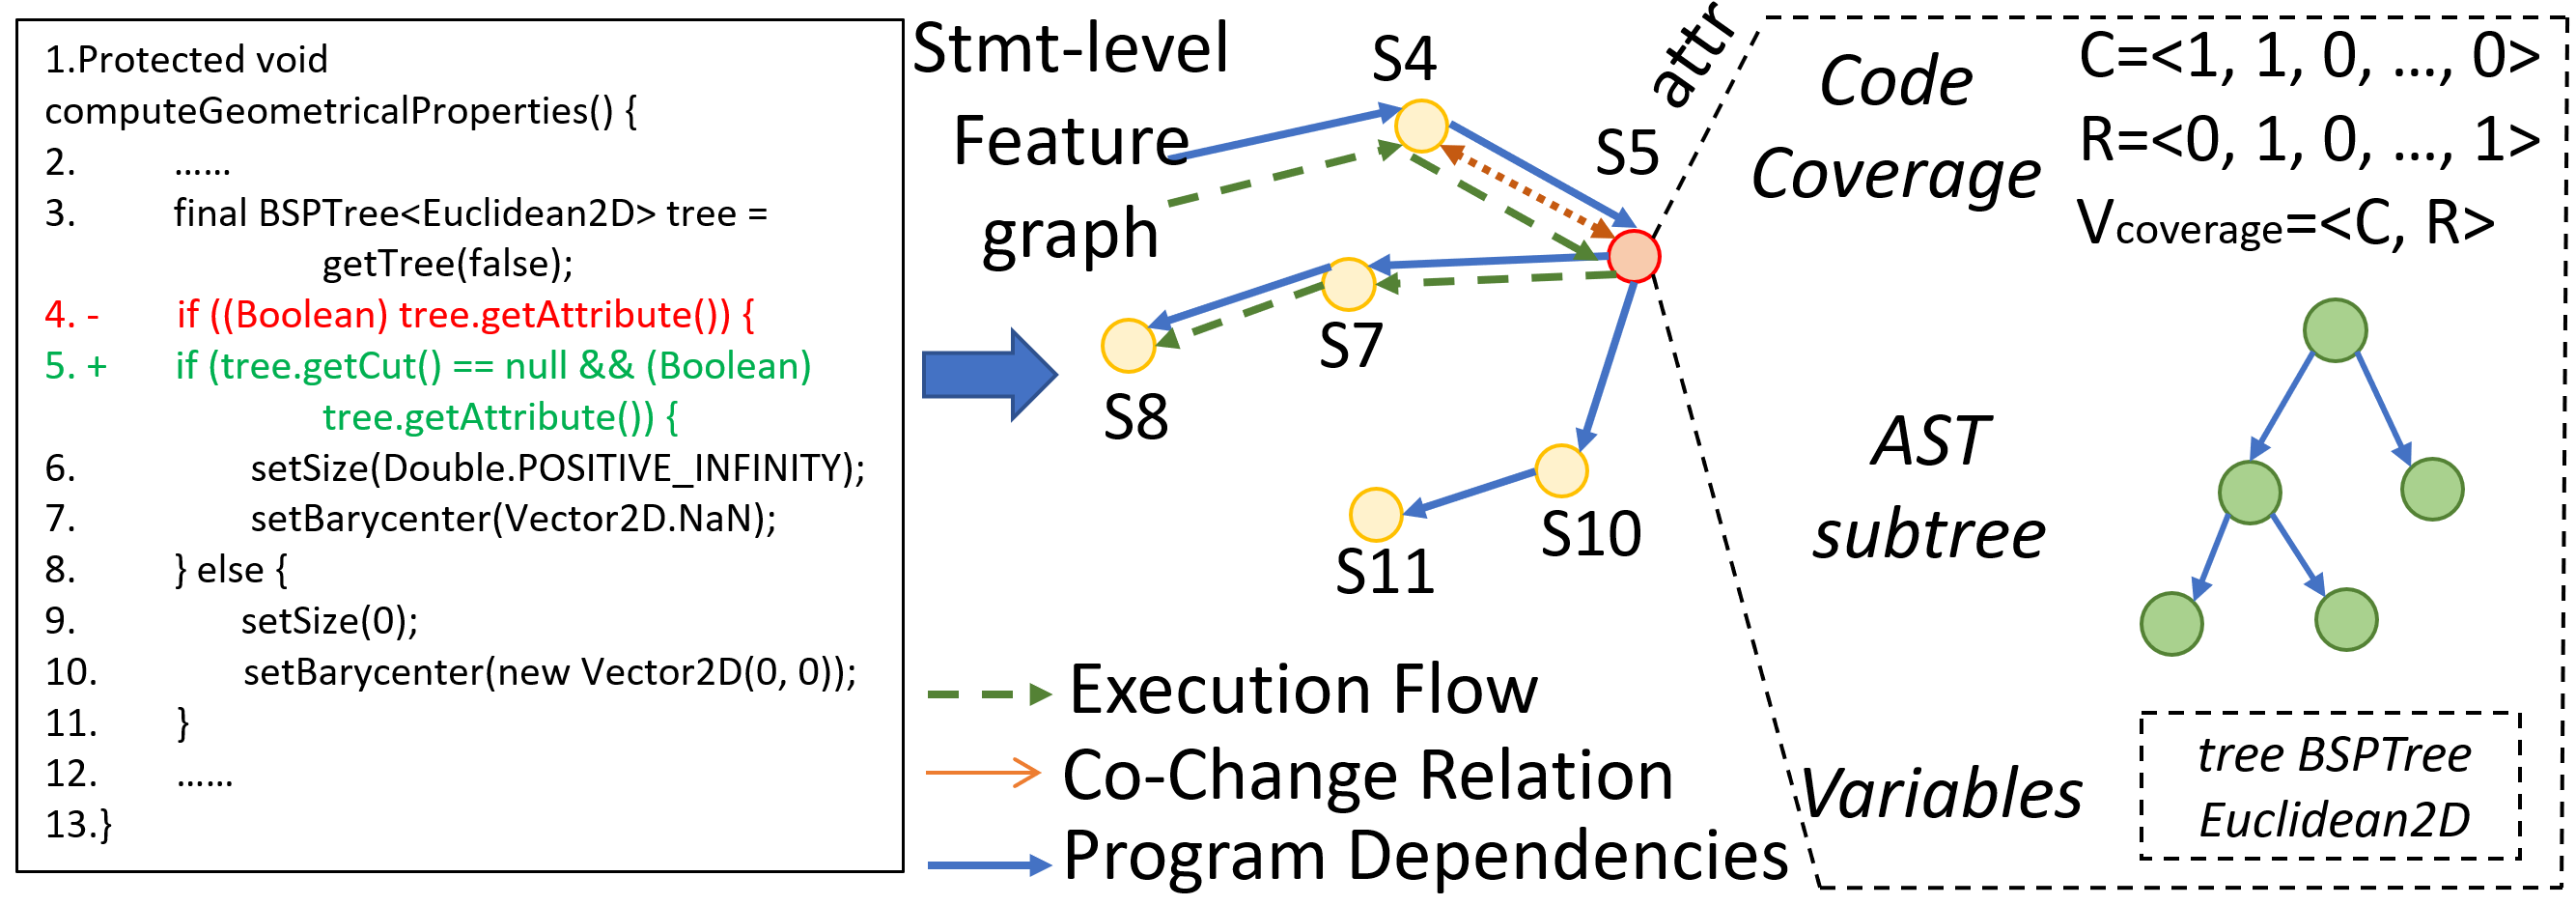 1.Protected void
computeGeometricalProperties() {
2. ......
3. final BSPTree<Euclidean2D> tree =
getTree(false);
4. - if ((Boolean) tree.getAttribute()) {
5. + if (tree.getCut() == null && (Boolean)
tree.getAttribute()) {
6. setSize(Double.POSITIVE_INFINITY);
7. setBarycenter(Vector2D.NaN);
8. } else {
9. setSize(0);
10. setBarycenter(new Vector2D(0, 0));
11. }
12. ......
13.}
Stmt-level
Feature
graph
S4
S5
S7
S8
S10
S11
attr
Execution Flow
Co-Change Relation
Program Dependencies
Code
Coverage
C=<1, 1, 0, ..., 0>
R=<0, 1, 0, ..., 1>
Vcoverage=<C, R>
AST
subtree
Variables
tree BSPTree
Euclidean2D